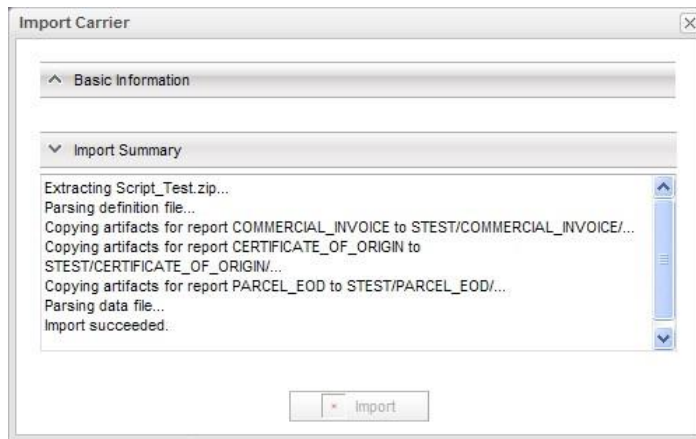 Import Carrier
Basic Information
Import Summary
Extracting Script_Test.zip...
Parsing definition file...
Copying artifacts for report COMMERCIAL_INVOICE to STEST/COMMERCIAL_INVOICE/...
Copying artifacts for report CERTIFICATE_OF_ORIGIN to
STEST/CERTIFICATE_OF_ORIGIN/...
Copying artifacts for report PARCEL_EOD to STEST/PARCEL_EOD/...
Parsing data file...
Import succeeded.
Import